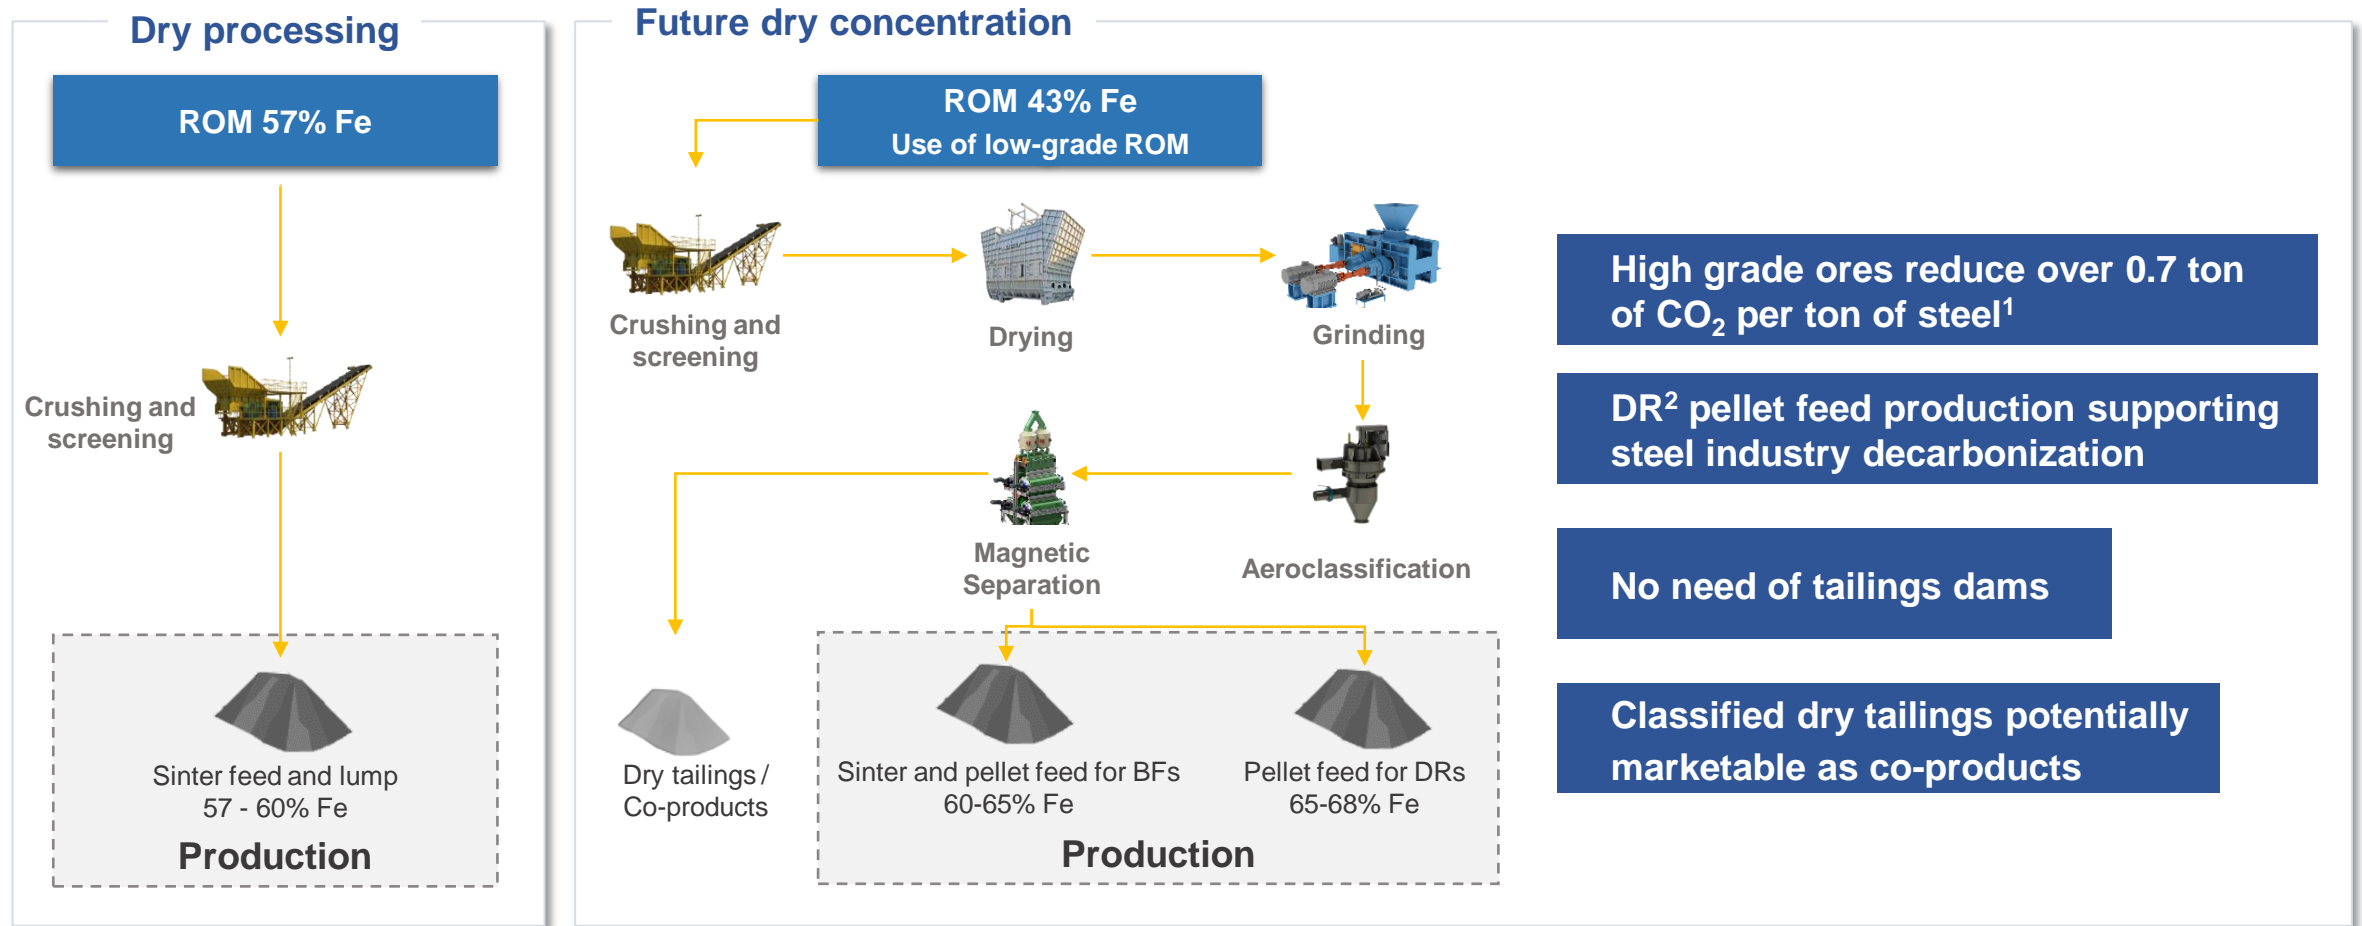 Dry processing
ROM 57% Fe
Crushing and
screening
Sinter feed and lump
57 - 60% Fe
Production
Future dry concentration
ROM 43% Fe
Use of low-grade ROM
Crushing and
screening
Drying
Grinding
Aeroclassification
Magnetic
Separation
Dry tailings /
Co-products
Sinter and pellet feed for BFs
60-65% Fe
Pellet feed for DRs
65-68% Fe
Production
High grade ores reduce over 0.7 ton
of CO₂ per ton of steel¹
DR² pellet feed production supporting
steel industry decarbonization
No need of tailings dams
Classified dry tailings potentially
marketable as co-products